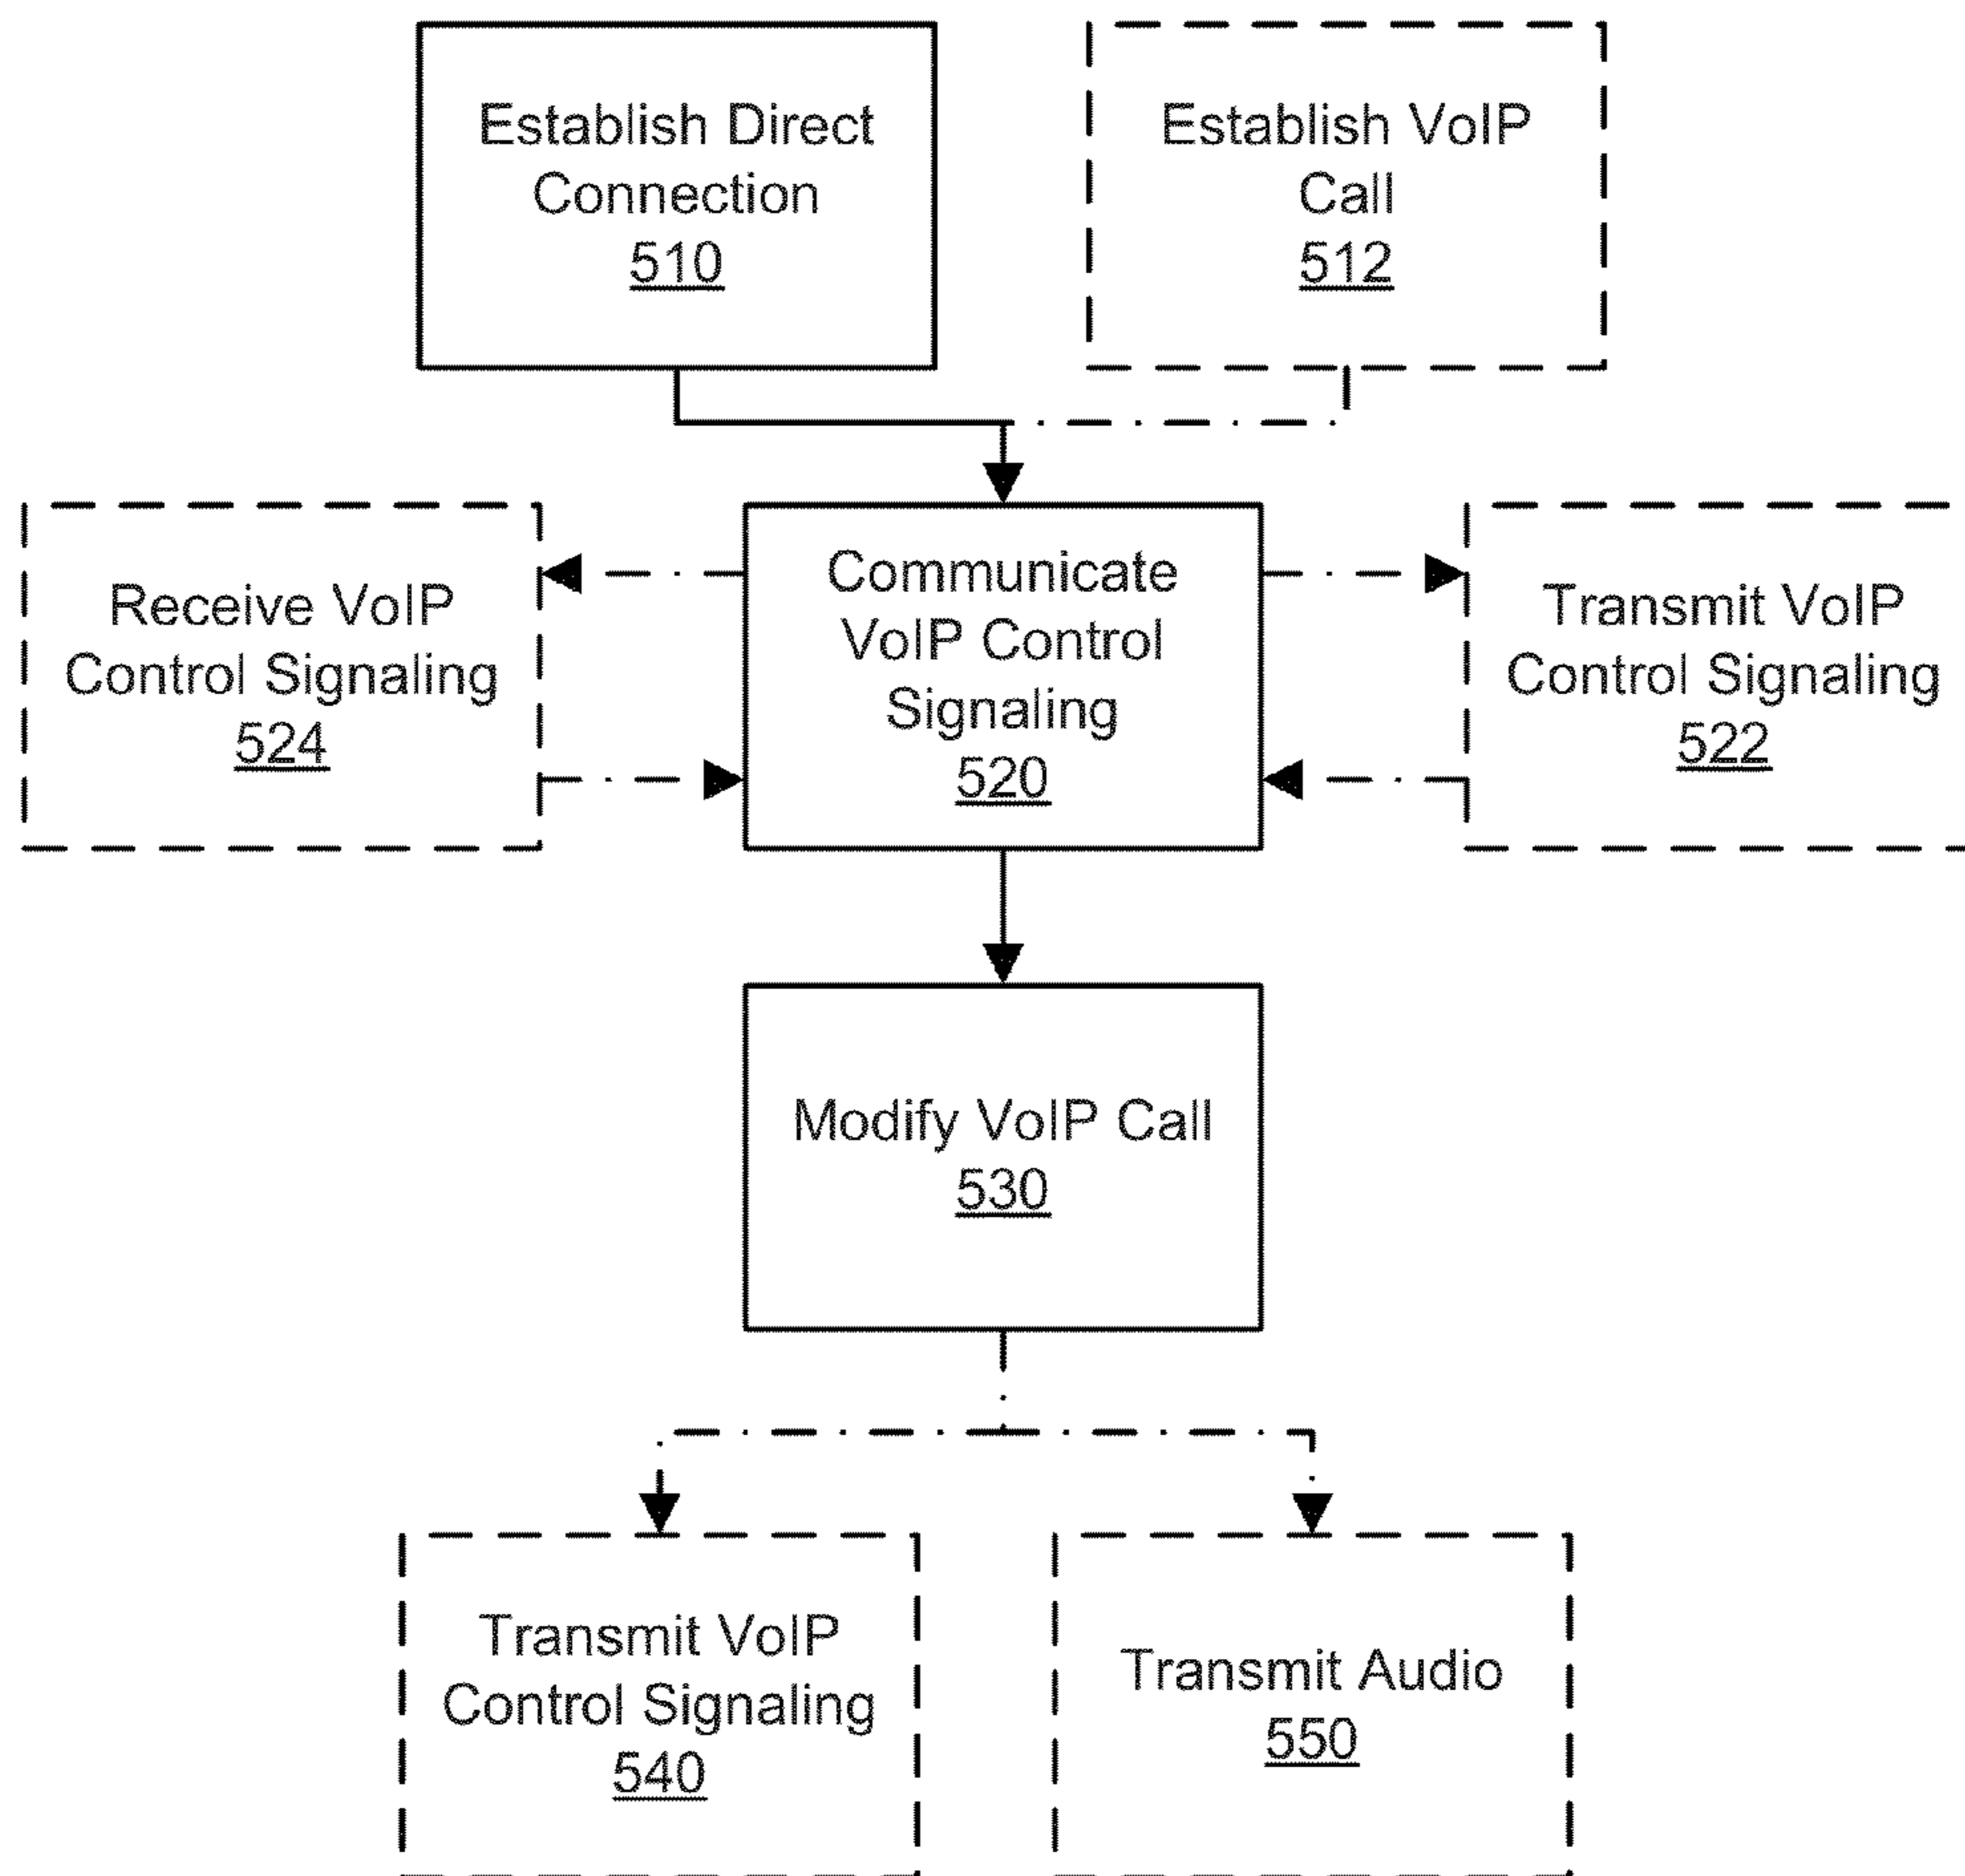 Establish Direct
Connection
510
Establish VoIP
Call
512
Receive VoIP
Control Signaling
524
Communicate
VoIP Control
Signaling
520
Transmit VoIP
Control Signaling
522
Modify VoIP Call
530
Transmit VoIP
Control Signaling
540
Transmit Audio
550